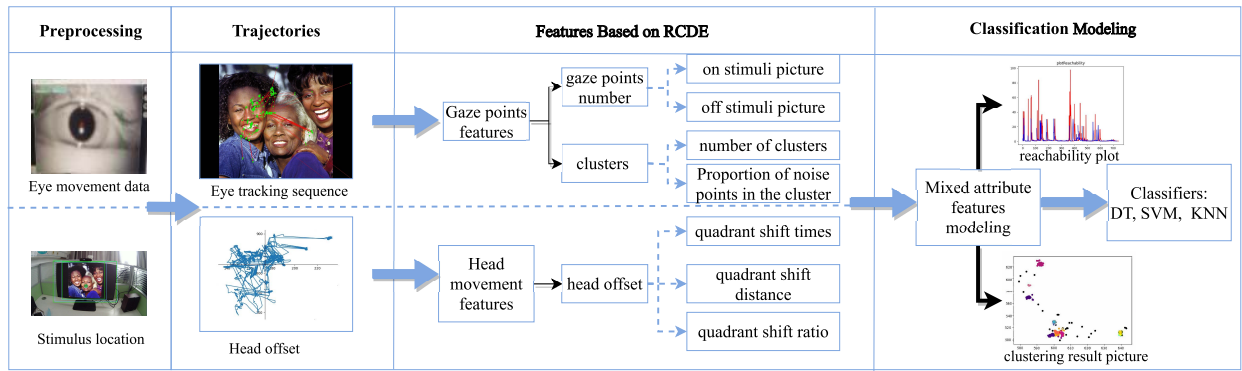 Preprocessing
Trajectories
Features Based on RCDE
Classification Modeling
Eye movement data
Stimulus location
Eye tracking sequence
Head offset
Gaze points
features
gaze points
number
clusters
on stimuli picture
off stimuli picture
number of clusters
Proportion of noise
points in the cluster
Head
movement
features
head offset
quadrant shift times
quadrant shift
distance
quadrant shift ratio
plotReachability
reachability plot
Mixed attribute
features
modeling
Classifiers:
DT, SVM, KNN
clustering result picture